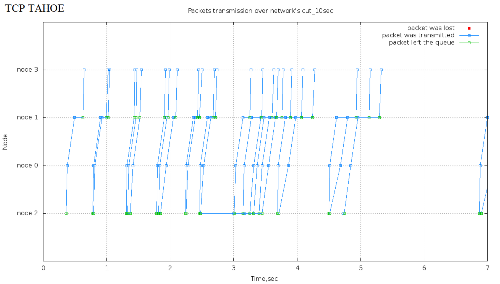 TCP TAHOE
Packets transmission over network's cut_10sec
packet was lost
packet was transmitted
packet left the queue
node 3
node 1
Node
node 0
node 2
0 1 2 3 4 5 6 7
Time,sec